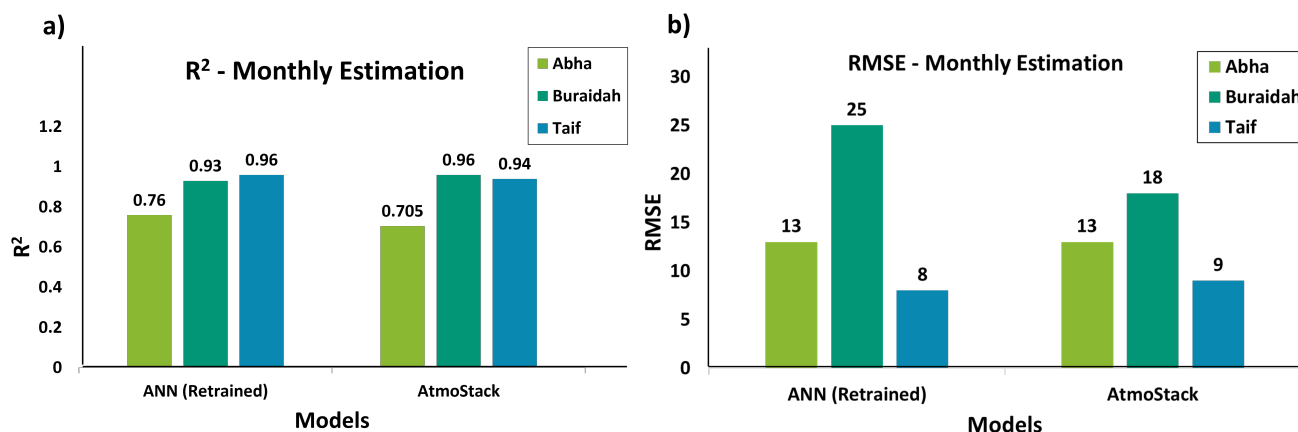 a)
R² - Monthly Estimation
Abha
Buraidah
Taif
1.2
1
0.8
0.6
0.4
0.2
0
R²
0.76
0.93
0.96
0.705
0.96
0.94
ANN (Retrained)
AtmoStack
Models
b)
RMSE - Monthly Estimation
Abha
Buraidah
Taif
30
25
20
15
10
5
0
RMSE
13
25
8
13
18
9
ANN (Retrained)
AtmoStack
Models